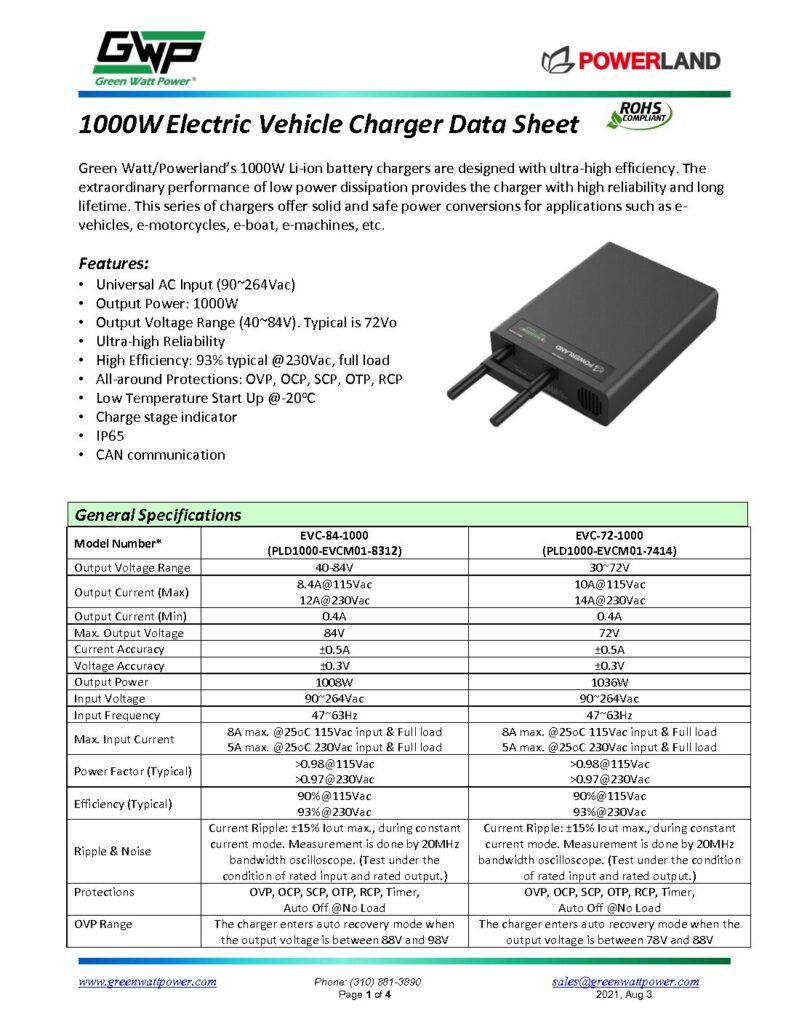 GWP
Green Watt Power®
POWERLAND
1000W Electric Vehicle Charger Data Sheet
ROHS
COMPLIANT
Green Watt/Powerland's 1000W Li-ion battery chargers are designed with ultra-high efficiency. The
extraordinary performance of low power dissipation provides the charger with high reliability and long
lifetime. This series of chargers offer solid and safe power conversions for applications such as e-
vehicles, e-motorcycles, e-boat, e-machines, etc.
Features:
• Universal AC Input (90~264Vac)
• Output Power: 1000W
• Output Voltage Range (40~84V). Typical is 72Vo
• Ultra-high Reliability
• High Efficiency: 93% typical @230Vac, full load
• All-around Protections: OVP, OCP, SCP, OTP, RCP
• Low Temperature Start Up @-20°C
• Charge stage indicator
• IP65
• CAN communication
POWERLAND
General Specifications
Model Number* EVC-84-1000 EVC-72-1000
(PLD1000-EVCM01-8312) (PLD1000-EVCM01-7414)
Output Voltage Range 40-84V 30~72V
Output Current (Max) 8.4A@115Vac 10A@115Vac
12A@230Vac 14A@230Vac
Output Current (Min) 0.4A 0.4A
Max. Output Voltage 84V 72V
Current Accuracy ±0.5A ±0.5A
Voltage Accuracy ±0.3V ±0.3V
Output Power 1008W 1036W
Input Voltage 90~264Vac 90~264Vac
Input Frequency 47~63Hz 47~63Hz
Max. Input Current 8A max. @25oC 115Vac input & Full load 8A max. @25oC 115Vac input & Full load
5A max. @25oC 230Vac input & Full load 5A max. @25oC 230Vac input & Full load
Power Factor (Typical) >0.98@115Vac >0.98@115Vac
>0.97@230Vac >0.97@230Vac
Efficiency (Typical) 90%@115Vac 90%@115Vac
93%@230Vac 93%@230Vac
Ripple & Noise Current Ripple: ±15% Iout max., during constant Current Ripple: ±15% Iout max., during constant
current mode. Measurement is done by 20MHz current mode. Measurement is done by 20MHz
bandwidth oscilloscope. (Test under the bandwidth oscilloscope. (Test under the condition
condition of rated input and rated output.) of rated input and rated output.)
Protections OVP, OCP, SCP, OTP, RCP, Timer, OVP, OCP, SCP, OTP, RCP, Timer,
Auto Off @No Load Auto Off @No Load
OVP Range The charger enters auto recovery mode when The charger enters auto recovery mode when the
the output voltage is between 88V and 98V output voltage is between 78V and 88V
www.greenwattpower.com Phone: (310) 881-3890 sales@greenwattpower.com
Page 1 of 4 2021, Aug 3